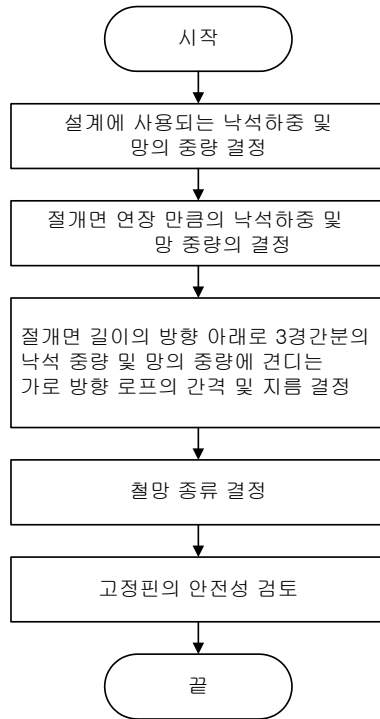 시작
설계에 사용되는 낙석하중 및
망의 중량 결정
절개면 연장 만큼의 낙석하중 및
망 중량의 결정
절개면 길이의 방향 아래로 3경간분의
낙석 중량 및 망의 중량에 견디는
가로 방향 로프의 간격 및 지름 결정
철망 종류 결정
고정핀의 안전성 검토
끝